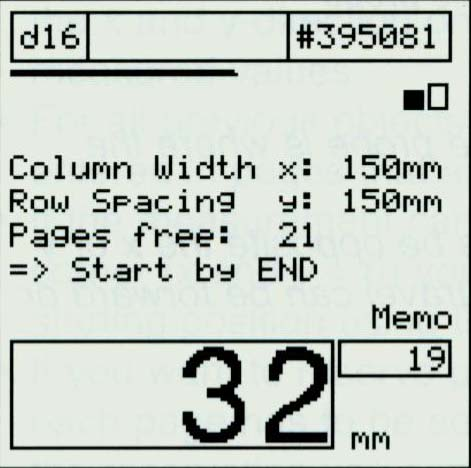 d16 #395081
Column Width x: 150mm
Row Spacing y: 150mm
Pages free: 21
=> Start by END
Memo
19
32 mm